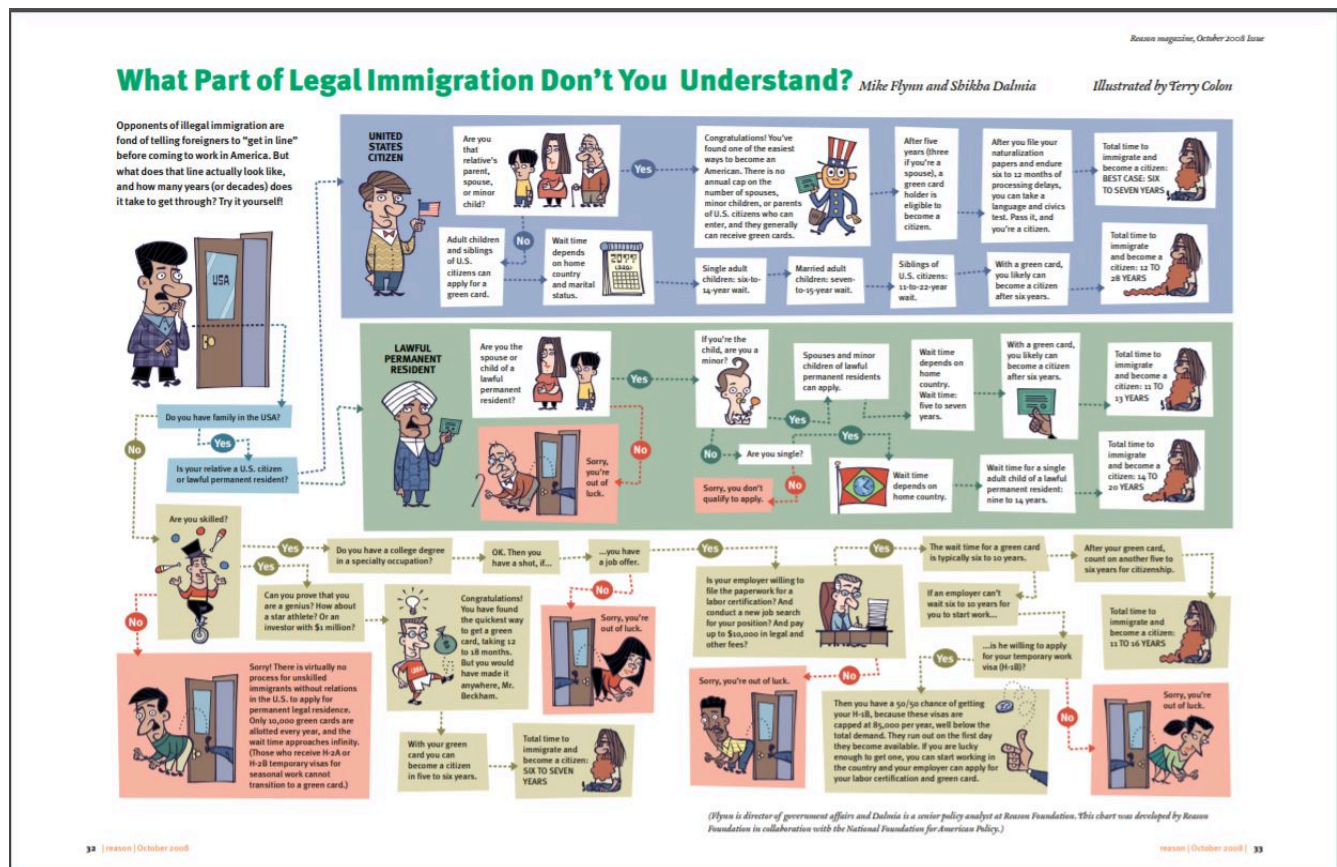 Reason magazine, October 2008 Issue
What Part of Legal Immigration Don't You Understand? Mike Flynn and Shikha Dalmia Illustrated by Terry Colon
Opponents of illegal immigration are
fond of telling foreigners to "get in line"
before coming to work in America. But
what does that line actually look like,
and how many years (or decades) does
it take to get through? Try it yourself!
USA
Do you have family in the USA?
No
Yes
Is your relative a U.S. citizen
or lawful permanent resident?
UNITED
STATES
CITIZEN
Are you
that
relative's
parent,
spouse,
or minor
child?
Yes
Congratulations! You've
found one of the easiest
ways to become an
American. There is no
annual cap on the
number of spouses,
minor children, or parents
of U.S. citizens who can
enter, and they generally
can receive green cards.
After five
years (three
if you're a
spouse), a
green card
holder is
eligible to
become a
citizen.
After you file your
naturalization
papers and endure
six to 12 months of
processing delays,
you can take a
language and civics
test. Pass it, and
you're a citizen.
Total time to
immigrate and
become a citizen:
BEST CASE: SIX
TO SEVEN YEARS
No
Adult children
and siblings
of U.S.
citizens can
apply for a
green card.
Wait time
depends
on home
country
and marital
status.
Single adult
children: six-to-
14-year wait.
Married adult
children: seven-
to-15-year wait.
Siblings of
U.S. citizens:
11-to-22-year
wait.
With a green card,
you likely can
become a citizen
after six years.
Total time to
immigrate
and become a
citizen: 12 TO
28 YEARS
LAWFUL
PERMANENT
RESIDENT
Are you the
spouse or
child of a
lawful
permanent
resident?
Yes
No
Sorry,
you're
out of
luck.
If you're the
child, are you a
minor?
Yes
Spouses and minor
children of lawful
permanent residents
can apply.
Wait time
depends on
home
country.
Wait time:
five to seven
years.
With a green card,
you likely can
become a citizen
after six years.
Total time to
immigrate
and become a
citizen: 11 TO
13 YEARS
No
Are you single?
Yes
No
Sorry, you don't
qualify to apply.
Wait time
depends on
home country.
Wait time for a single
adult child of a lawful
permanent resident:
nine to 14 years.
Total time to
immigrate
and become a
citizen: 14 TO
20 YEARS
Are you skilled?
Yes
Do you have a college degree
in a specialty occupation?
OK. Then you
have a shot, if...
...you have
a job offer.
Yes
No
Sorry, you're
out of luck.
Yes
Can you prove that you
are a genius? How about
a star athlete? Or an
investor with $1 million?
Congratulations!
You have found
the quickest way
to get a green
card, taking 12
to 18 months.
But you would
have made it
anywhere, Mr.
Beckham.
With your green
card you can
become a citizen
in five to six years.
Total time to
immigrate and
become a citizen:
SIX TO SEVEN
YEARS
No
Sorry! There is virtually no
process for unskilled
immigrants without relations
in the U.S. to apply for
permanent legal residence.
Only 10,000 green cards are
allotted every year, and the
wait time approaches infinity.
(Those who receive H-2A or
H-2B temporary visas for
seasonal work cannot
transition to a green card.)
Is your employer willing to
file the paperwork for a
labor certification? And
conduct a new job search
for your position? And pay
up to $10,000 in legal and
other fees?
Yes
The wait time for a green card
is typically six to 10 years.
After your green card,
count on another five to
six years for citizenship.
Total time to
immigrate and
become a citizen:
11 TO 16 YEARS
If an employer can't
wait six to 10 years for
you to start work...
...is he willing to apply
for your temporary work
visa (H-1B)?
No
Sorry, you're out of luck.
Yes
Then you have a 50/50 chance of getting
your H-1B, because these visas are
capped at 85,000 per year, well below the
total demand. They run out on the first day
they become available. If you are lucky
enough to get one, you can start working in
the country and your employer can apply for
your labor certification and green card.
No
Sorry, you're
out of luck.
(Flynn is director of government affairs and Dalmia is a senior policy analyst at Reason Foundation. This chart was developed by Reason
Foundation in collaboration with the National Foundation for American Policy.)
32 | reason | October 2008
reason | October 2008 | 33